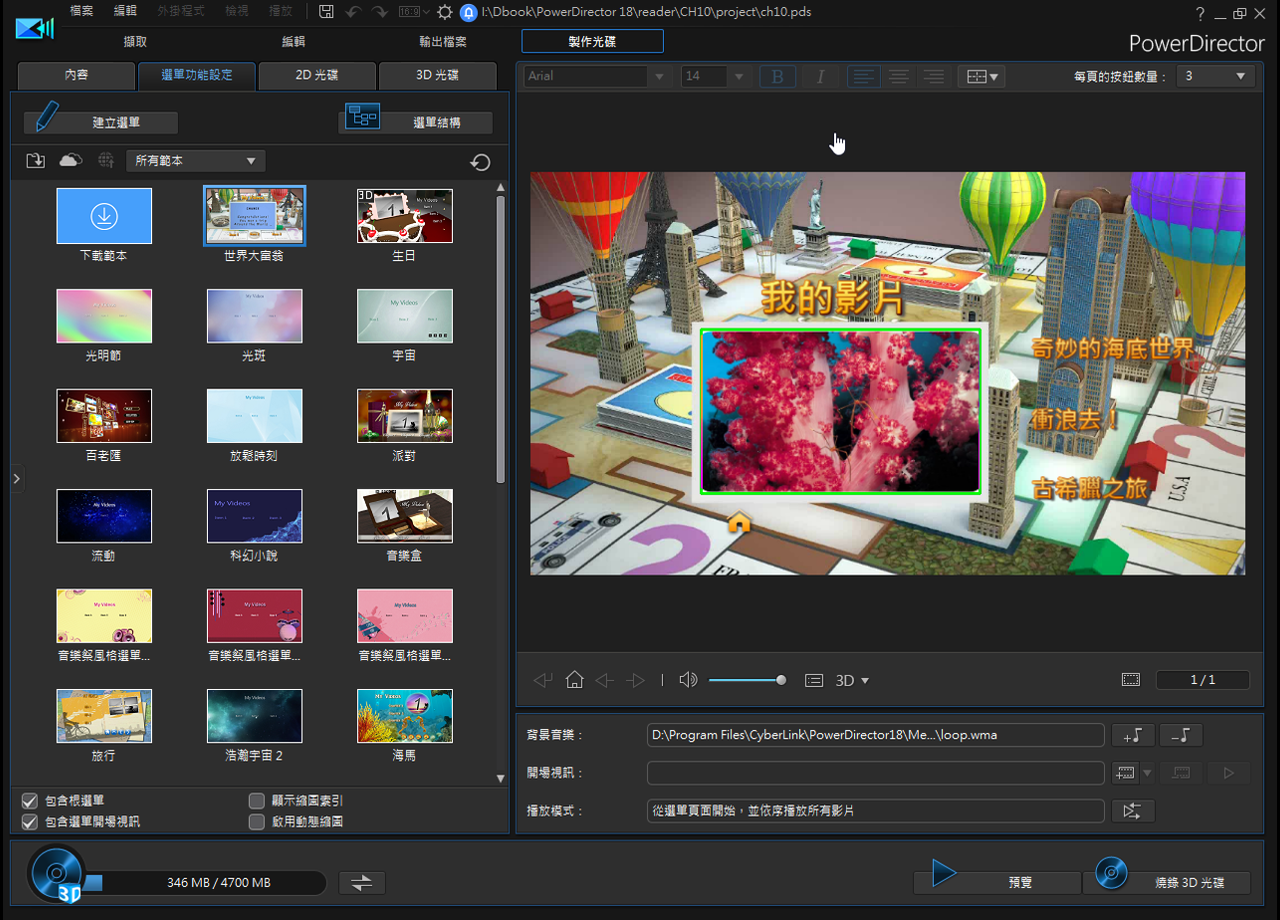 檔案 編輯 外掛程式 檢視 播放 16:9 I:\Dbook\PowerDirector 18\reader\CH10\project\ch10.pds ?
擷取 編輯 輸出檔案 製作光碟 PowerDirector
內容 選單功能設定 2D 光碟 3D 光碟
Arial 14 B I 每頁的按鈕數量： 3
建立選單 選單結構
所有範本
下載範本 世界大富翁 生日
光明節 光斑 宇宙
百老匯 放鬆時刻 派對
流動 科幻小說 音樂盒
音樂祭風格選單... 音樂祭風格選單... 音樂祭風格選單...
旅行 浩瀚宇宙 2 海馬
3D
My Videos
我的影片
奇妙的海底世界
衝浪去！
古希臘之旅
U.S.A
3D 1/1
背景音樂： D:\Program Files\CyberLink\PowerDirector18\Me...\loop.wma
開場視訊：
播放模式： 從選單頁面開始，並依序播放所有影片
包含根選單 顯示縮圖索引
包含選單開場視訊 啟用動態縮圖
3D 346 MB / 4700 MB 預覽 燒錄 3D 光碟